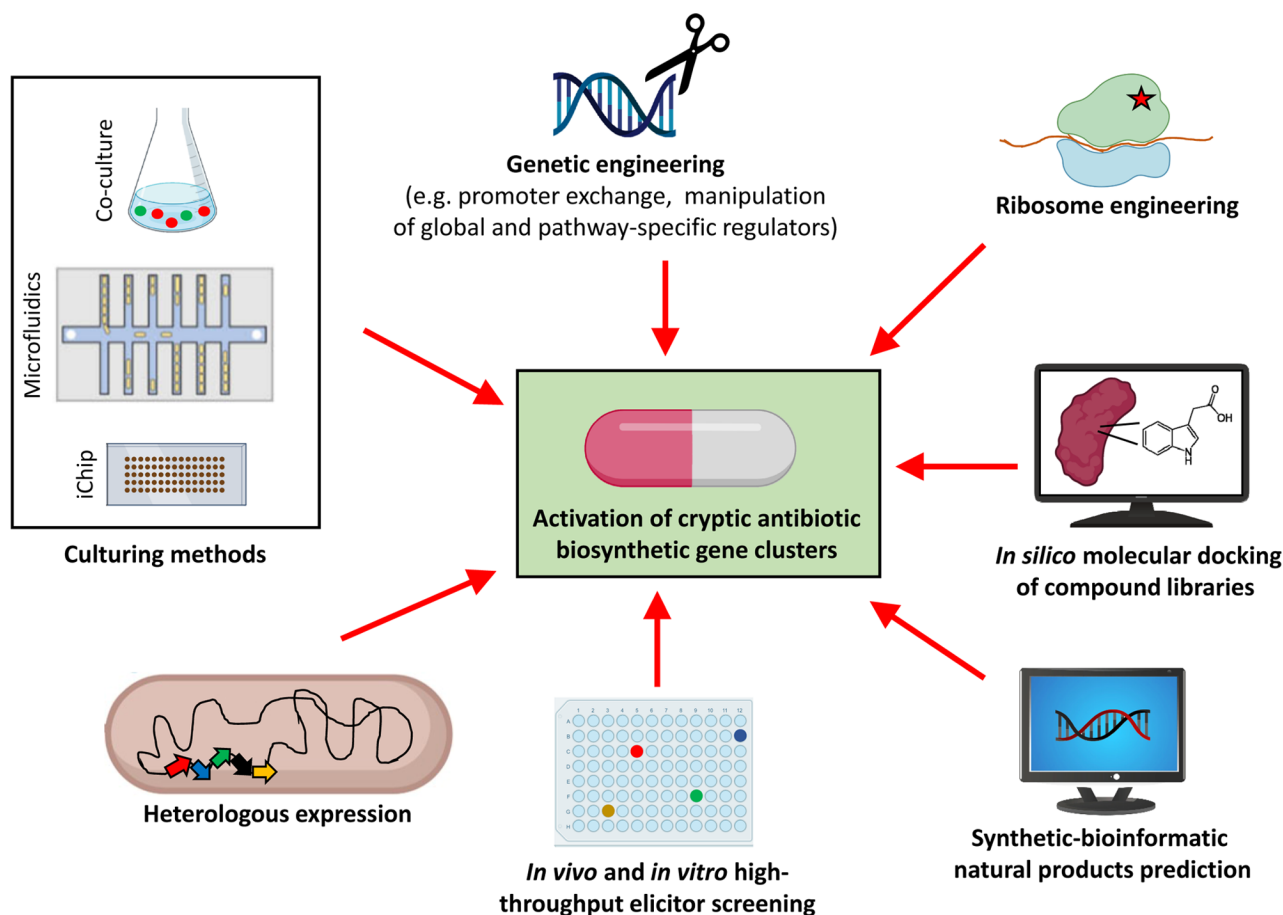 Co-culture
Microfluidics
iChip
Culturing methods
Genetic engineering
(e.g. promoter exchange, manipulation
of global and pathway-specific regulators)
Ribosome engineering
O
OH
N
H
In silico molecular docking
of compound libraries
Activation of cryptic antibiotic
biosynthetic gene clusters
Heterologous expression
1 2 3 4 5 6 7 8 9 10 11 12
A
B
C
D
E
F
G
H
In vivo and in vitro high-
throughput elicitor screening
Synthetic-bioinformatic
natural products prediction